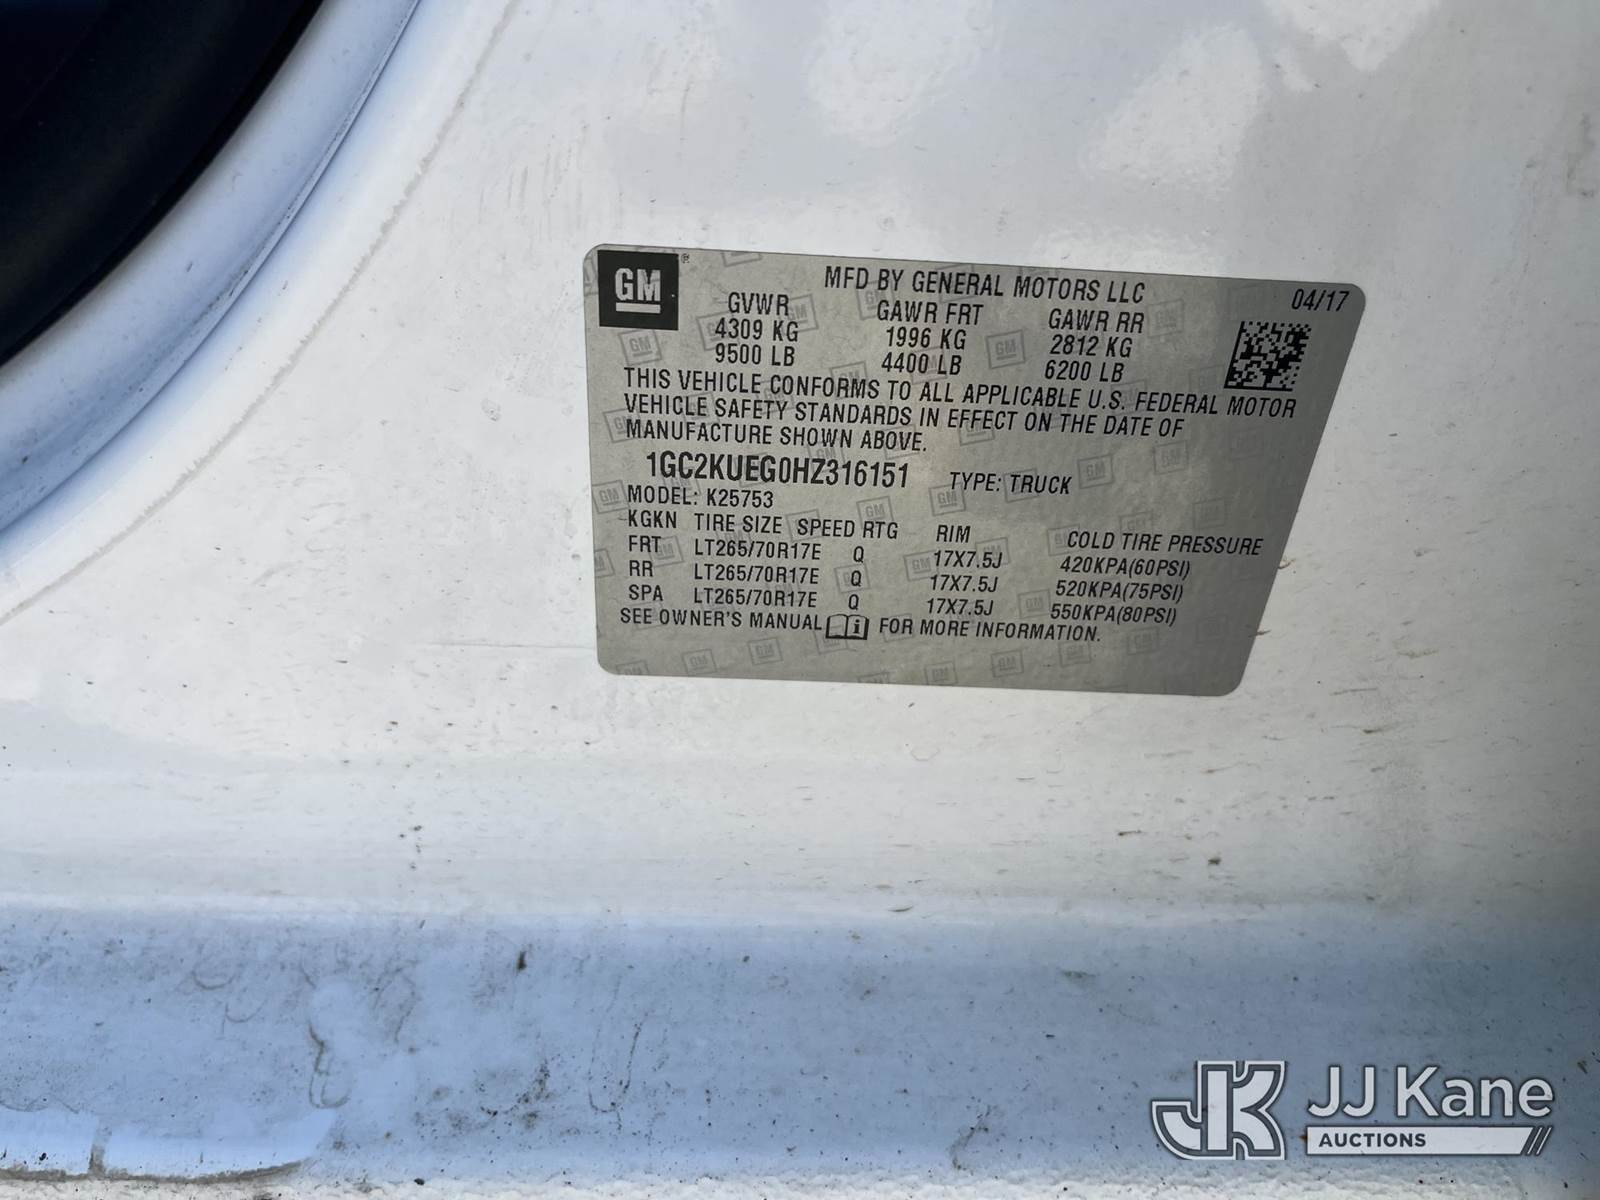 GM ®
MFD BY GENERAL MOTORS LLC 04/17
GVWR GAWR FRT GAWR RR
4309 KG 1996 KG 2812 KG
9500 LB 4400 LB 6200 LB
THIS VEHICLE CONFORMS TO ALL APPLICABLE U.S. FEDERAL MOTOR
VEHICLE SAFETY STANDARDS IN EFFECT ON THE DATE OF
MANUFACTURE SHOWN ABOVE.
1GC2KUEG0HZ316151 TYPE: TRUCK
MODEL: K25753
KGKN TIRE SIZE SPEED RTG RIM COLD TIRE PRESSURE
FRT LT265/70R17E Q 17X7.5J 420KPA(60PSI)
RR LT265/70R17E Q 17X7.5J 520KPA(75PSI)
SPA LT265/70R17E Q 17X7.5J 550KPA(80PSI)
SEE OWNER'S MANUAL i FOR MORE INFORMATION.
JK JJ Kane
AUCTIONS